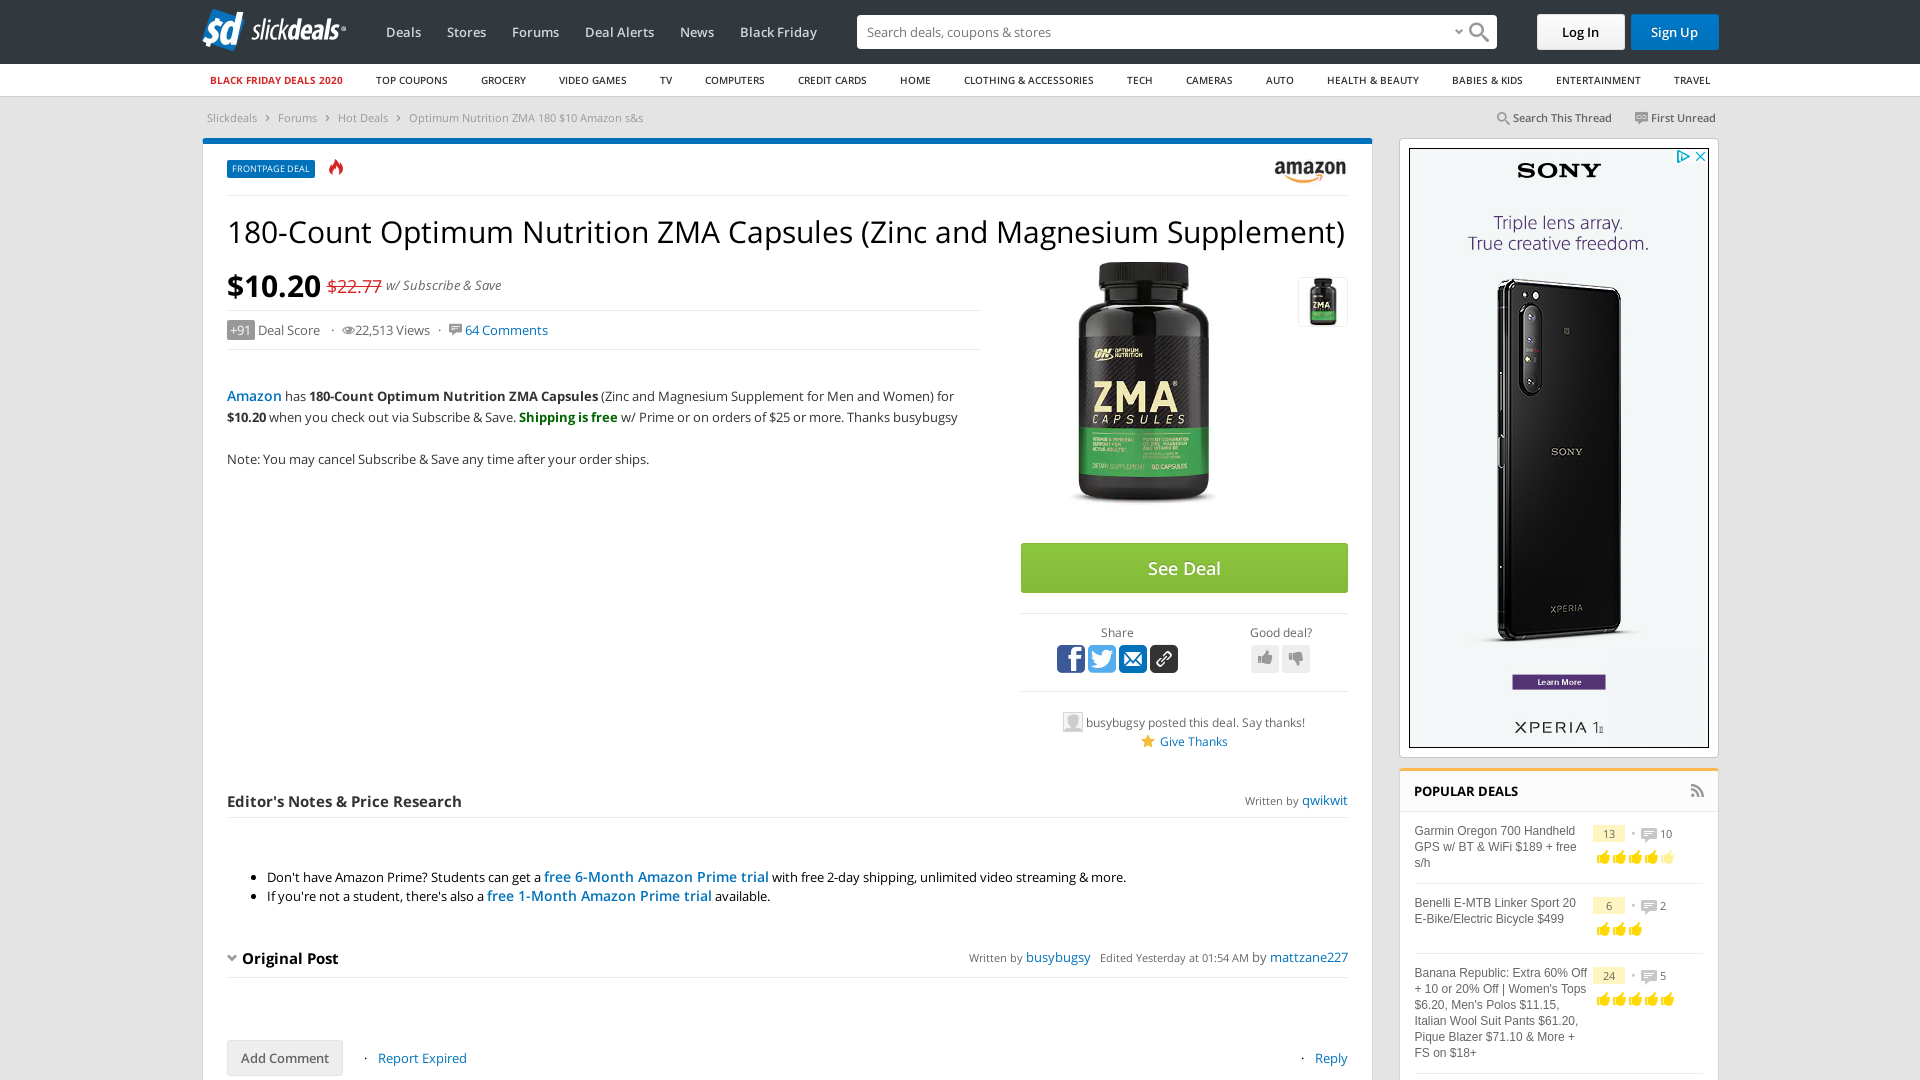 sd slickdeals
Deals Stores Forums Deal Alerts News Black Friday
Search deals, coupons & search
Log In Sign Up
BLACK FRIDAY DEALS 2020 TOP COUPONS GROCERY VIDEO GAMES TV COMPUTERS CREDIT CARDS HOME CLOTHING & ACCESSORIES TECH CAMERAS AUTO HEALTH & BEAUTY BABIES & KIDS ENTERTAINMENT TRAVEL
Slickdeals > Forums > Hot Deals > Optimum Nutrition ZMA 180 $10 Amazon s&s
Search This Thread First Unread
FRONTPAGE DEAL
amazon
180-Count Optimum Nutrition ZMA Capsules (Zinc and Magnesium Supplement)
$10.20 $22.77 w/ Subscribe & Save
+91 Deal Score · 22,513 Views · 64 Comments
Amazon has 180-Count Optimum Nutrition ZMA Capsules (Zinc and Magnesium Supplement for Men and Women) for
$10.20 when you check out via Subscribe & Save. Shipping is free w/ Prime or on orders of $25 or more. Thanks busybugsy
Note: You may cancel Subscribe & Save any time after your order ships.
ON OPTIMUM
NUTRITION
ZMA
CAPSULES
DIETARY SUPPLEMENT 90 CAPSULES
ZMA
See Deal
Share
Good deal?
busybugsy posted this deal. Say thanks!
Give Thanks
Editor's Notes & Price Research
Written by qwikwit
• Don't have Amazon Prime? Students can get a free 6-Month Amazon Prime trial with free 2-day shipping, unlimited video streaming & more.
• If you're not a student, there's also a free 1-Month Amazon Prime trial available.
Original Post
Written by busybugsy Edited Yesterday at 01:54 AM by mattzane227
Add Comment · Report Expired
· Reply
SONY
Triple lens array.
True creative freedom.
SONY
XPERIA
Learn More
XPERIA 1 II
POPULAR DEALS
Garmin Oregon 700 Handheld
GPS w/ BT & WiFi $189 + free
s/h
13 • 10
Benelli E-MTB Linker Sport 20
E-Bike/Electric Bicycle $499
6 • 2
Banana Republic: Extra 60% Off
+ 10 or 20% Off | Women's Tops
$6.20, Men's Polos $11.15,
Italian Wool Suit Pants $61.20,
Pique Blazer $71.10 & More +
FS on $18+
24 • 5